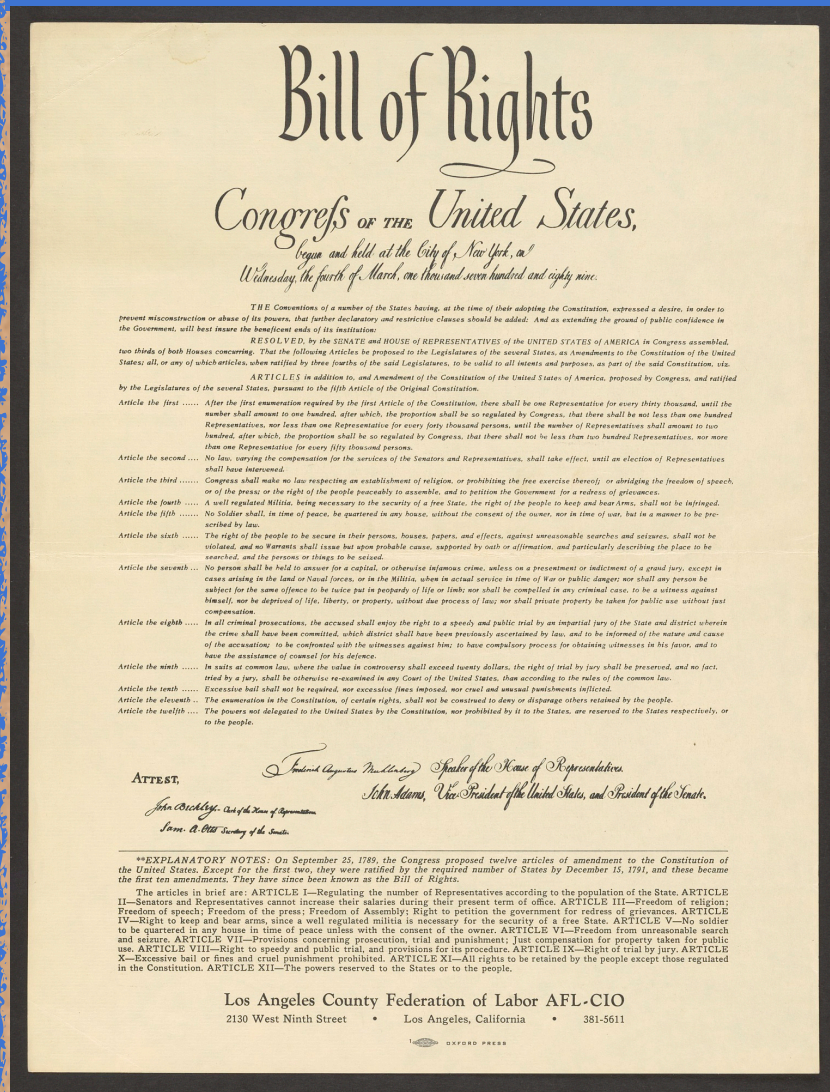 Bill of Rights
Congreſs OF THE United States,
begun and held at the City of New York, on
Wednesday, the fourth of March, one thousand seven hundred and eighty nine.
THE Conventions of a number of the States having, at the time of their adopting the Constitution, expressed a desire, in order to
prevent misconstruction or abuse of its powers, that further declaratory and restrictive clauses should be added: And as extending the ground of public confidence in
the Government, will best insure the beneficent ends of its institution:
RESOLVED, by the SENATE and HOUSE of REPRESENTATIVES of the UNITED STATES of AMERICA in Congress assembled,
two thirds of both Houses concurring. That the following Articles be proposed to the Legislatures of the several States, as Amendments to the Constitution of the United
States; all, or any of which articles, when ratified by three fourths of the said Legislatures, to be valid to all intents and purposes, as part of the said Constitution, viz.
ARTICLES in addition to, and Amendment of the Constitution of the United States of America, proposed by Congress, and ratified
by the Legislatures of the several States, pursuant to the fifth Article of the Original Constitution.
Article the first ...... After the first enumeration required by the first Article of the Constitution, there shall be one Representative for every thirty thousand, until the
number shall amount to one hundred, after which, the proportion shall be so regulated by Congress, that there shall be not less than one hundred
Representatives, nor less than one Representative for every forty thousand persons, until the number of Representatives shall amount to two
hundred, after which, the proportion shall be so regulated by Congress, that there shall not be less than two hundred Representatives, nor more
than one Representative for every fifty thousand persons.
Article the second .... No law, varying the compensation for the services of the Senators and Representatives, shall take effect, until an election of Representatives
shall have intervened.
Article the third ....... Congress shall make no law respecting an establishment of religion, or prohibiting the free exercise thereof; or abridging the freedom of speech,
or of the press; or the right of the people peaceably to assemble, and to petition the Government for a redress of grievances.
Article the fourth ..... A well regulated Militia, being necessary to the security of a free State, the right of the people to keep and bear Arms, shall not be infringed.
Article the fifth ...... No Soldier shall, in time of peace, be quartered in any house, without the consent of the owner, nor in time of war, but in a manner to be pre-
scribed by law.
Article the sixth ...... The right of the people to be secure in their persons, houses, papers, and effects, against unreasonable searches and seizures, shall not be
violated, and no Warrants shall issue but upon probable cause, supported by oath or affirmation, and particularly describing the place to be
searched, and the persons or things to be seized.
Article the seventh ... No person shall be held to answer for a capital, or otherwise infamous crime, unless on a presentment or indictment of a grand jury, except in
cases arising in the land or Naval forces, or in the Militia, when in actual service in time of War or public danger; nor shall any person be
subject for the same offence to be twice put in peopardy of life or limb; nor shall be compelled in any criminal case, to be a witness against
himself, nor be deprived of life, liberty, or property, without due process of law; nor shall private property be taken for public use without just
compensation.
Article the eighth ..... In all criminal prosecutions, the accused shall enjoy the right to a speedy and public trial by an impartial jury of the State and district wherein
the crime shall have been committed, which district shall have been previously ascertained by law, and to be informed of the nature and cause
of the accusation; to be confronted with the witnesses against him; to have compulsory process for obtaining witnesses in his favor, and to
have the assistance of counsel for his defence.
Article the ninth ...... In suits at common law, where the value in controversy shall exceed twenty dollars, the right of trial by jury shall be preserved, and no fact,
tried by a jury, shall be otherwise re-examined in any Court of the United States, than according to the rules of the common law.
Article the tenth ...... Excessive bail shall not be required, nor excessive fines imposed, nor cruel and unusual punishments inflicted.
Article the eleventh .. The enumeration in the Constitution, of certain rights, shall not be construed to deny or disparage others retained by the people.
Article the twelfth .... The powers not delegated to the United States by the Constitution, nor prohibited by it to the States, are reserved to the States respectively, or
to the people.
Frederick Augustus Muhlenberg Speaker of the House of Representatives.
ATTEST,
John Adams, Vice-President of the United States, and President of the Senate.
John Beckley- Clerk of the House of Representatives
Sam. A. Otis Secretary of the Senate.
**EXPLANATORY NOTES: On September 25, 1789, the Congress proposed twelve articles of amendment to the Constitution of
the United States. Except for the first two, they were ratified by the required number of States by December 15, 1791, and these became
the first ten amendments. They have since been known as the Bill of Rights.
The articles in brief are: ARTICLE I—Regulating the number of Representatives according to the population of the State. ARTICLE
II—Senators and Representatives cannot increase their salaries during their present term of office. ARTICLE III—Freedom of religion;
Freedom of speech; Freedom of the press; Freedom of Assembly; Right to petition the government for redress of grievances. ARTICLE
IV—Right to keep and bear arms, since a well regulated militia is necessary for the security of a free State. ARTICLE V—No soldier
to be quartered in any house in time of peace unless with the consent of the owner. ARTICLE VI—Freedom from unreasonable search
and seizure. ARTICLE VII—Provisions concerning prosecution, trial and punishment; Just compensation for property taken for public
use. ARTICLE VIII—Right to speedy and public trial, and provisions for its procedure. ARTICLE IX—Right of trial by jury. ARTICLE
X—Excessive bail or fines and cruel punishment prohibited. ARTICLE XI—All rights to be retained by the people except those regulated
in the Constitution. ARTICLE XII—The powers reserved to the States or to the people.
Los Angeles County Federation of Labor AFL-CIO
2130 West Ninth Street • Los Angeles, California • 381-5611
OXFORD PRESS